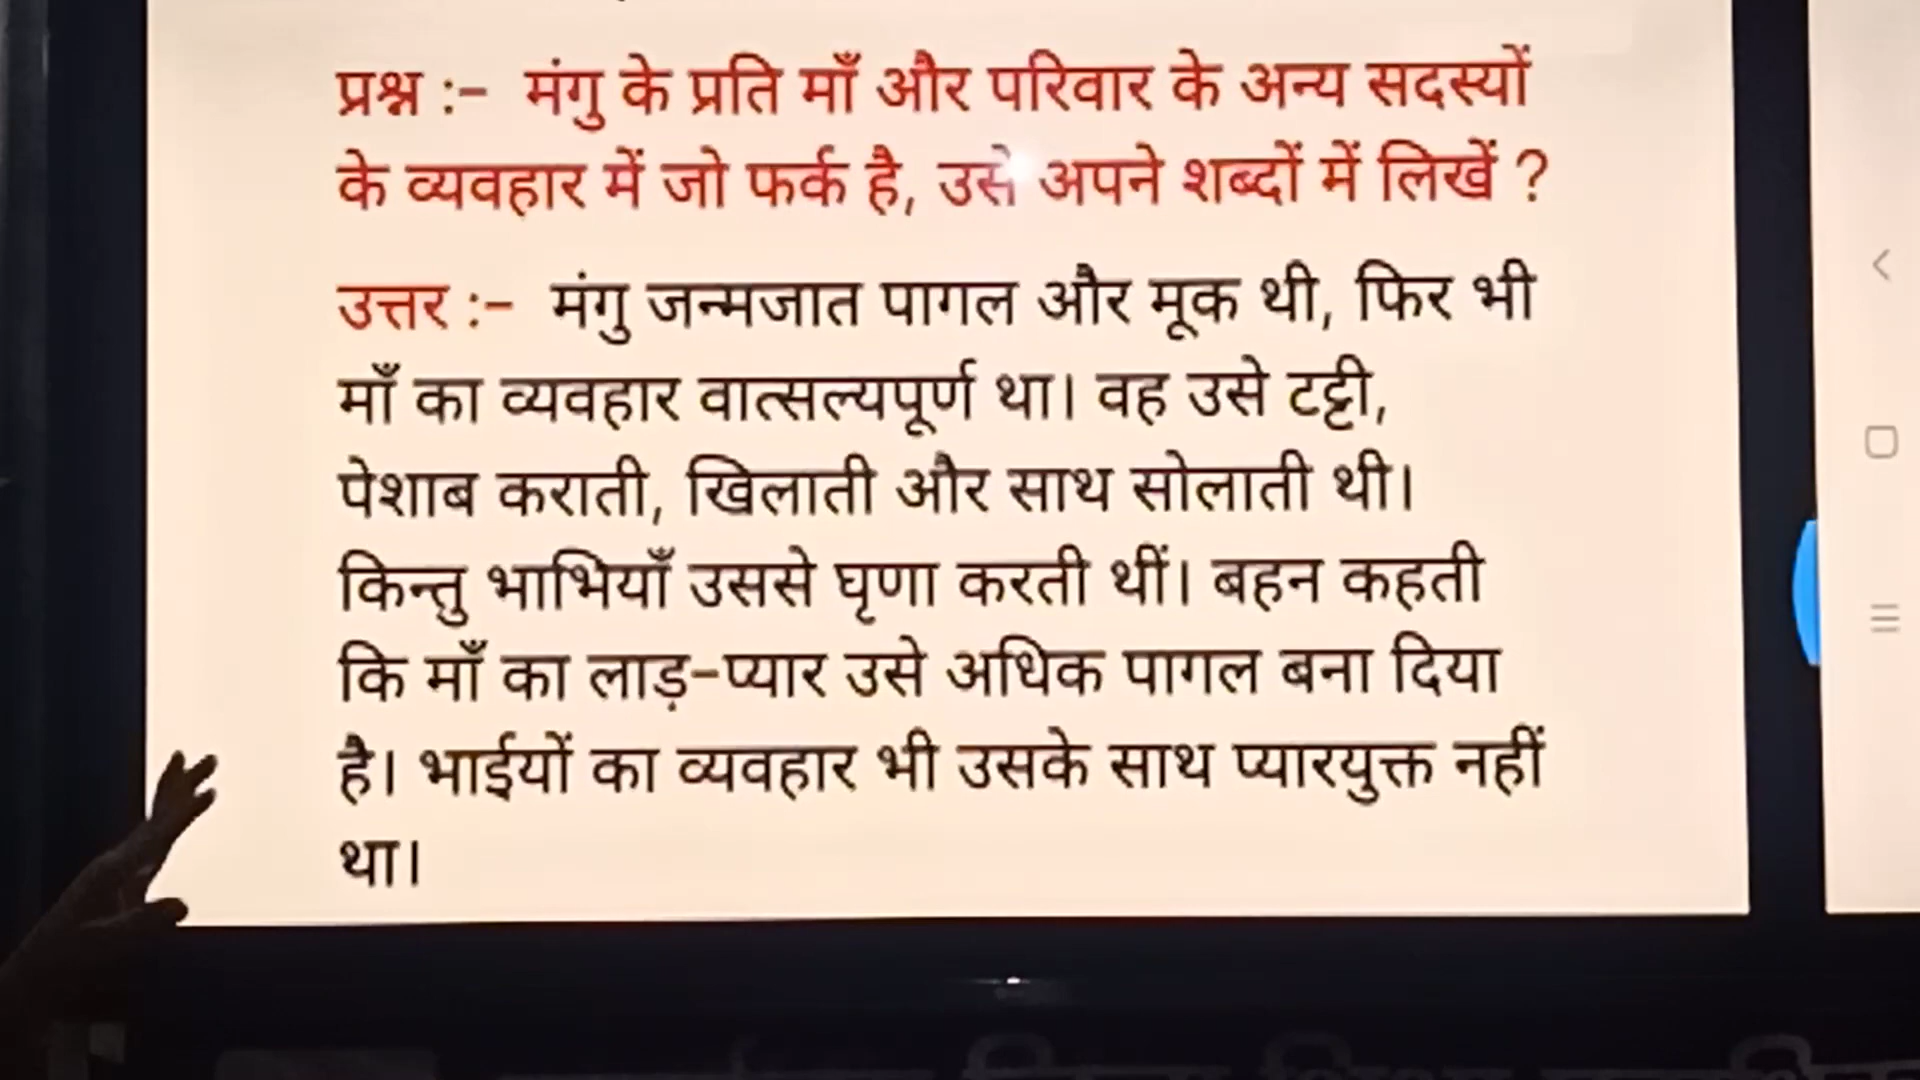 प्रश्न :- मंगु के प्रति माँ और परिवार के अन्य सदस्यों
के व्यवहार में जो फर्क है, उसे अपने शब्दों में लिखें ?
उत्तर :- मंगु जन्मजात पागल और मूक थी, फिर भी
माँ का व्यवहार वात्सल्यपूर्ण था। वह उसे टट्टी,
पेशाब कराती, खिलाती और साथ सोलाती थी।
किन्तु भाभियाँ उससे घृणा करती थीं। बहन कहती
कि माँ का लाड़-प्यार उसे अधिक पागल बना दिया
है। भाईयों का व्यवहार भी उसके साथ प्यारयुक्त नहीं
था।